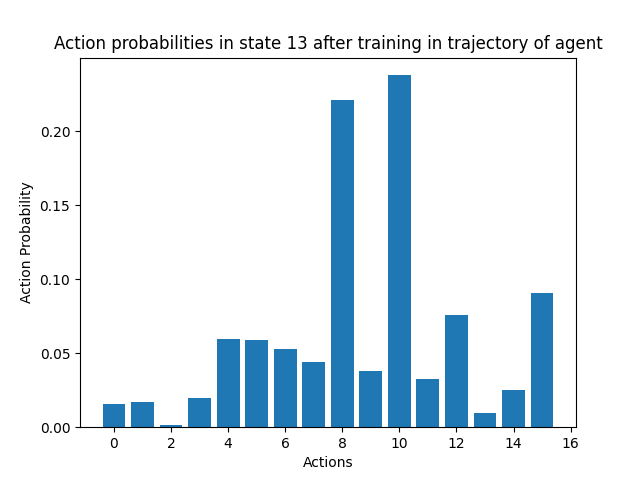 Action probabilities in state 13 after training in trajectory of agent
Action Probability
0.20
0.15
0.10
0.05
0.00
0 2 4 6 8 10 12 14 16
Actions